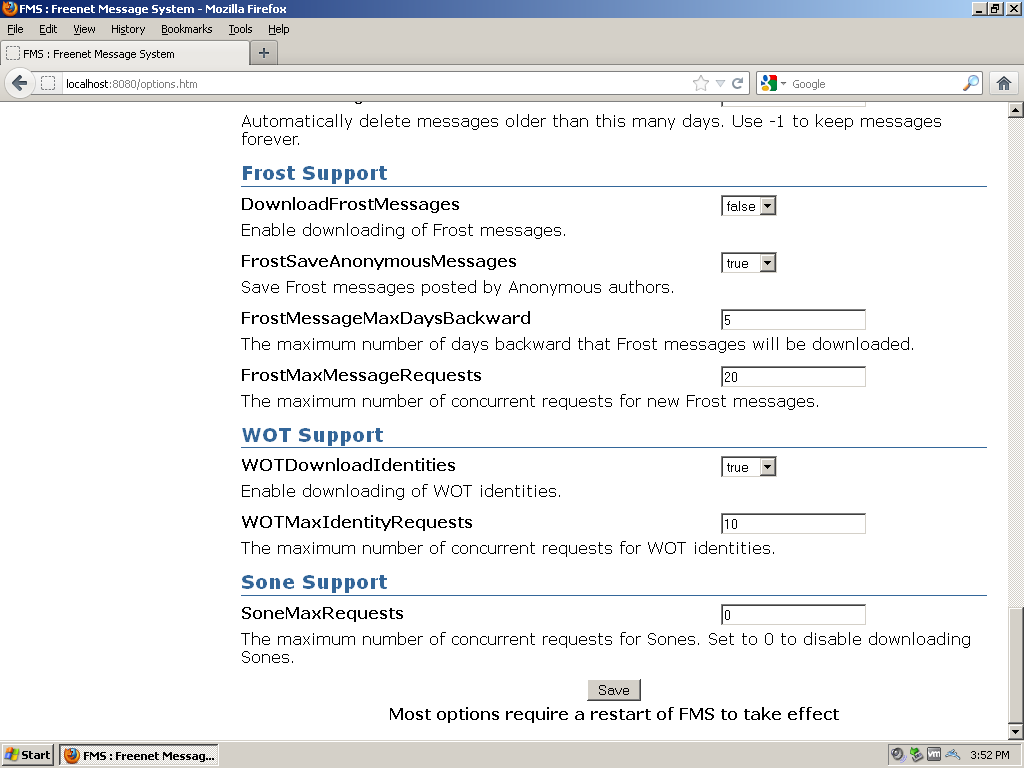 FMS : Freenet Message System - Mozilla Firefox
File Edit View History Bookmarks Tools Help
FMS : Freenet Message System
localhost:8080/options.htm
Google
Automatically delete messages older than this many days. Use -1 to keep messages
forever.
Frost Support
DownloadFrostMessages false
Enable downloading of Frost messages.
FrostSaveAnonymousMessages true
Save Frost messages posted by Anonymous authors.
FrostMessageMaxDaysBackward 5
The maximum number of days backward that Frost messages will be downloaded.
FrostMaxMessageRequests 20
The maximum number of concurrent requests for new Frost messages.
WOT Support
WOTDownloadIdentities true
Enable downloading of WOT identities.
WOTMaxIdentityRequests 10
The maximum number of concurrent requests for WOT identities.
Sone Support
SoneMaxRequests 0
The maximum number of concurrent requests for Sones. Set to 0 to disable downloading
Sones.
Save
Most options require a restart of FMS to take effect
Start FMS : Freenet Messag... 3:52 PM